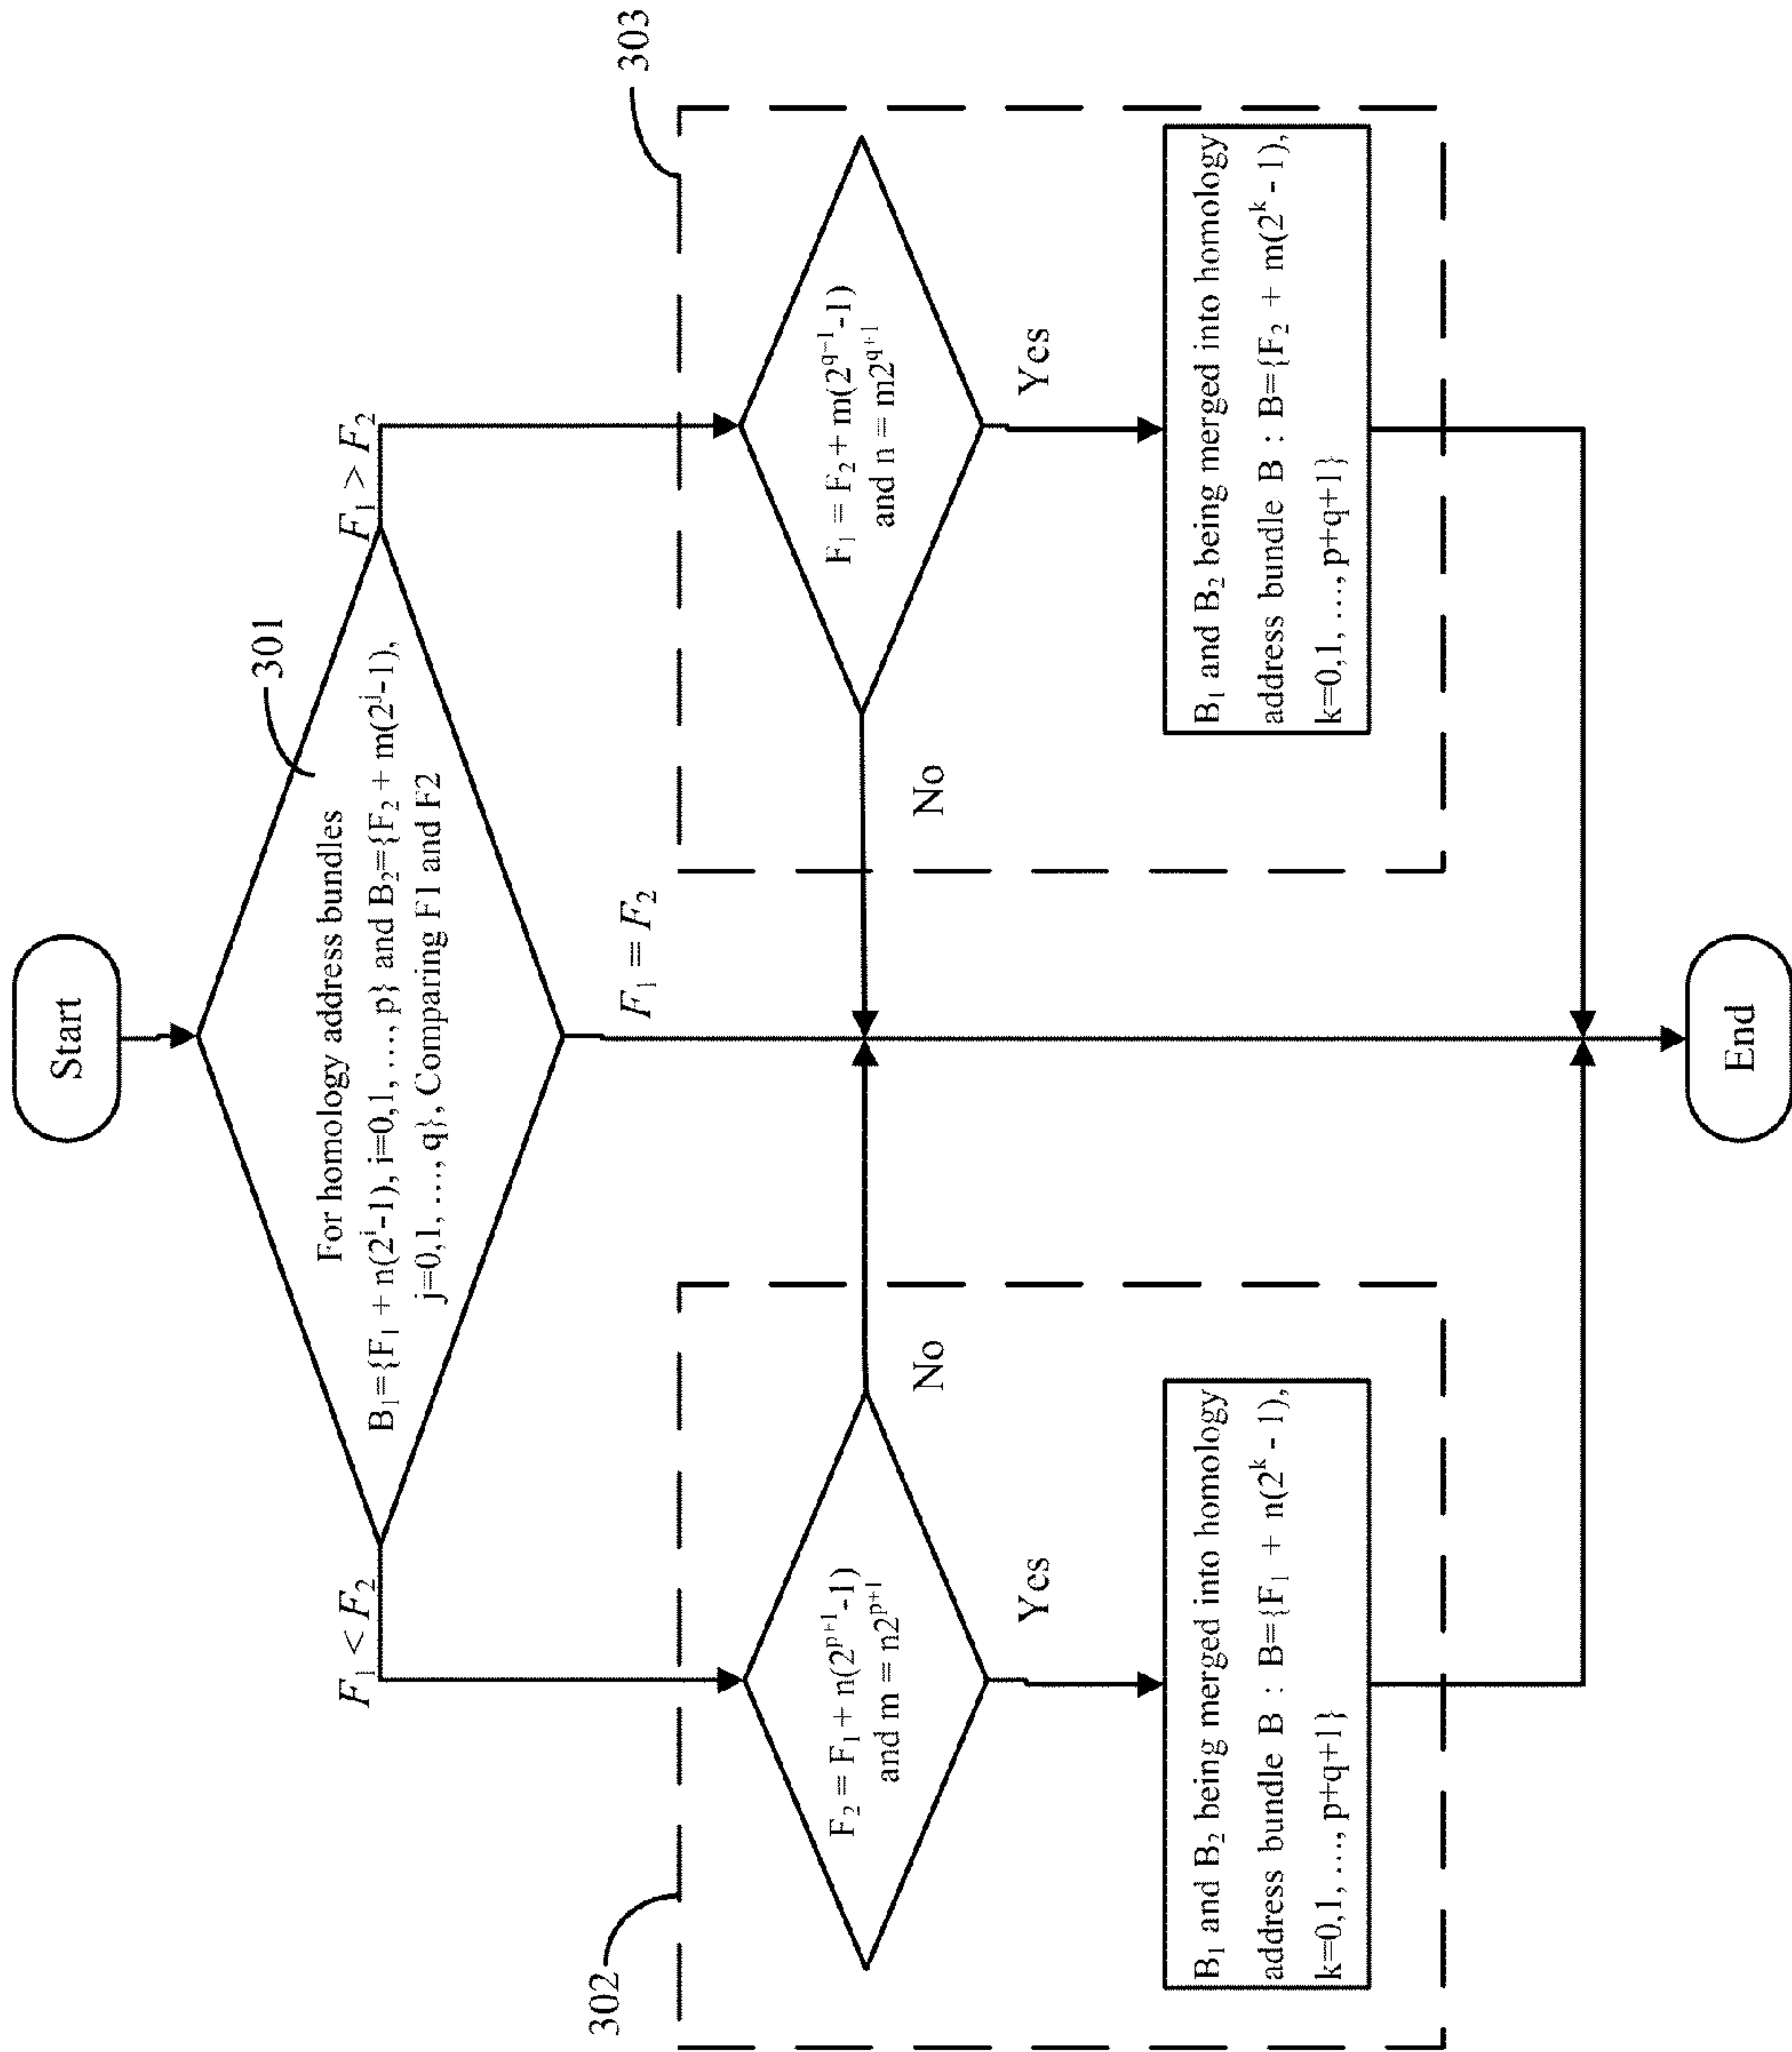 Start
301
For homology address bundles
B₁={F₁ + n(2ⁱ-1), i=0,1, …, p} and B₂={F₂ + m(2ʲ-1),
j=0,1, …, q}, Comparing F1 and F2
F₁ < F₂
F₁ = F₂
F₁ > F₂
302
F₂ = F₁ + n(2ᵖ⁺¹-1)
and m = n2ᵖ⁺¹
No
Yes
B₁ and B₂ being merged into homology
address bundle B : B={F₁ + n(2ᵏ - 1),
k=0,1, …, p+q+1}
303
F₁ = F₂ + m(2^{q-1}-1)
and n = m2^{q+1}
No
Yes
B₁ and B₂ being merged into homology
address bundle B : B={F₂ + m(2ᵏ - 1),
k=0,1, …, p+q+1}
End